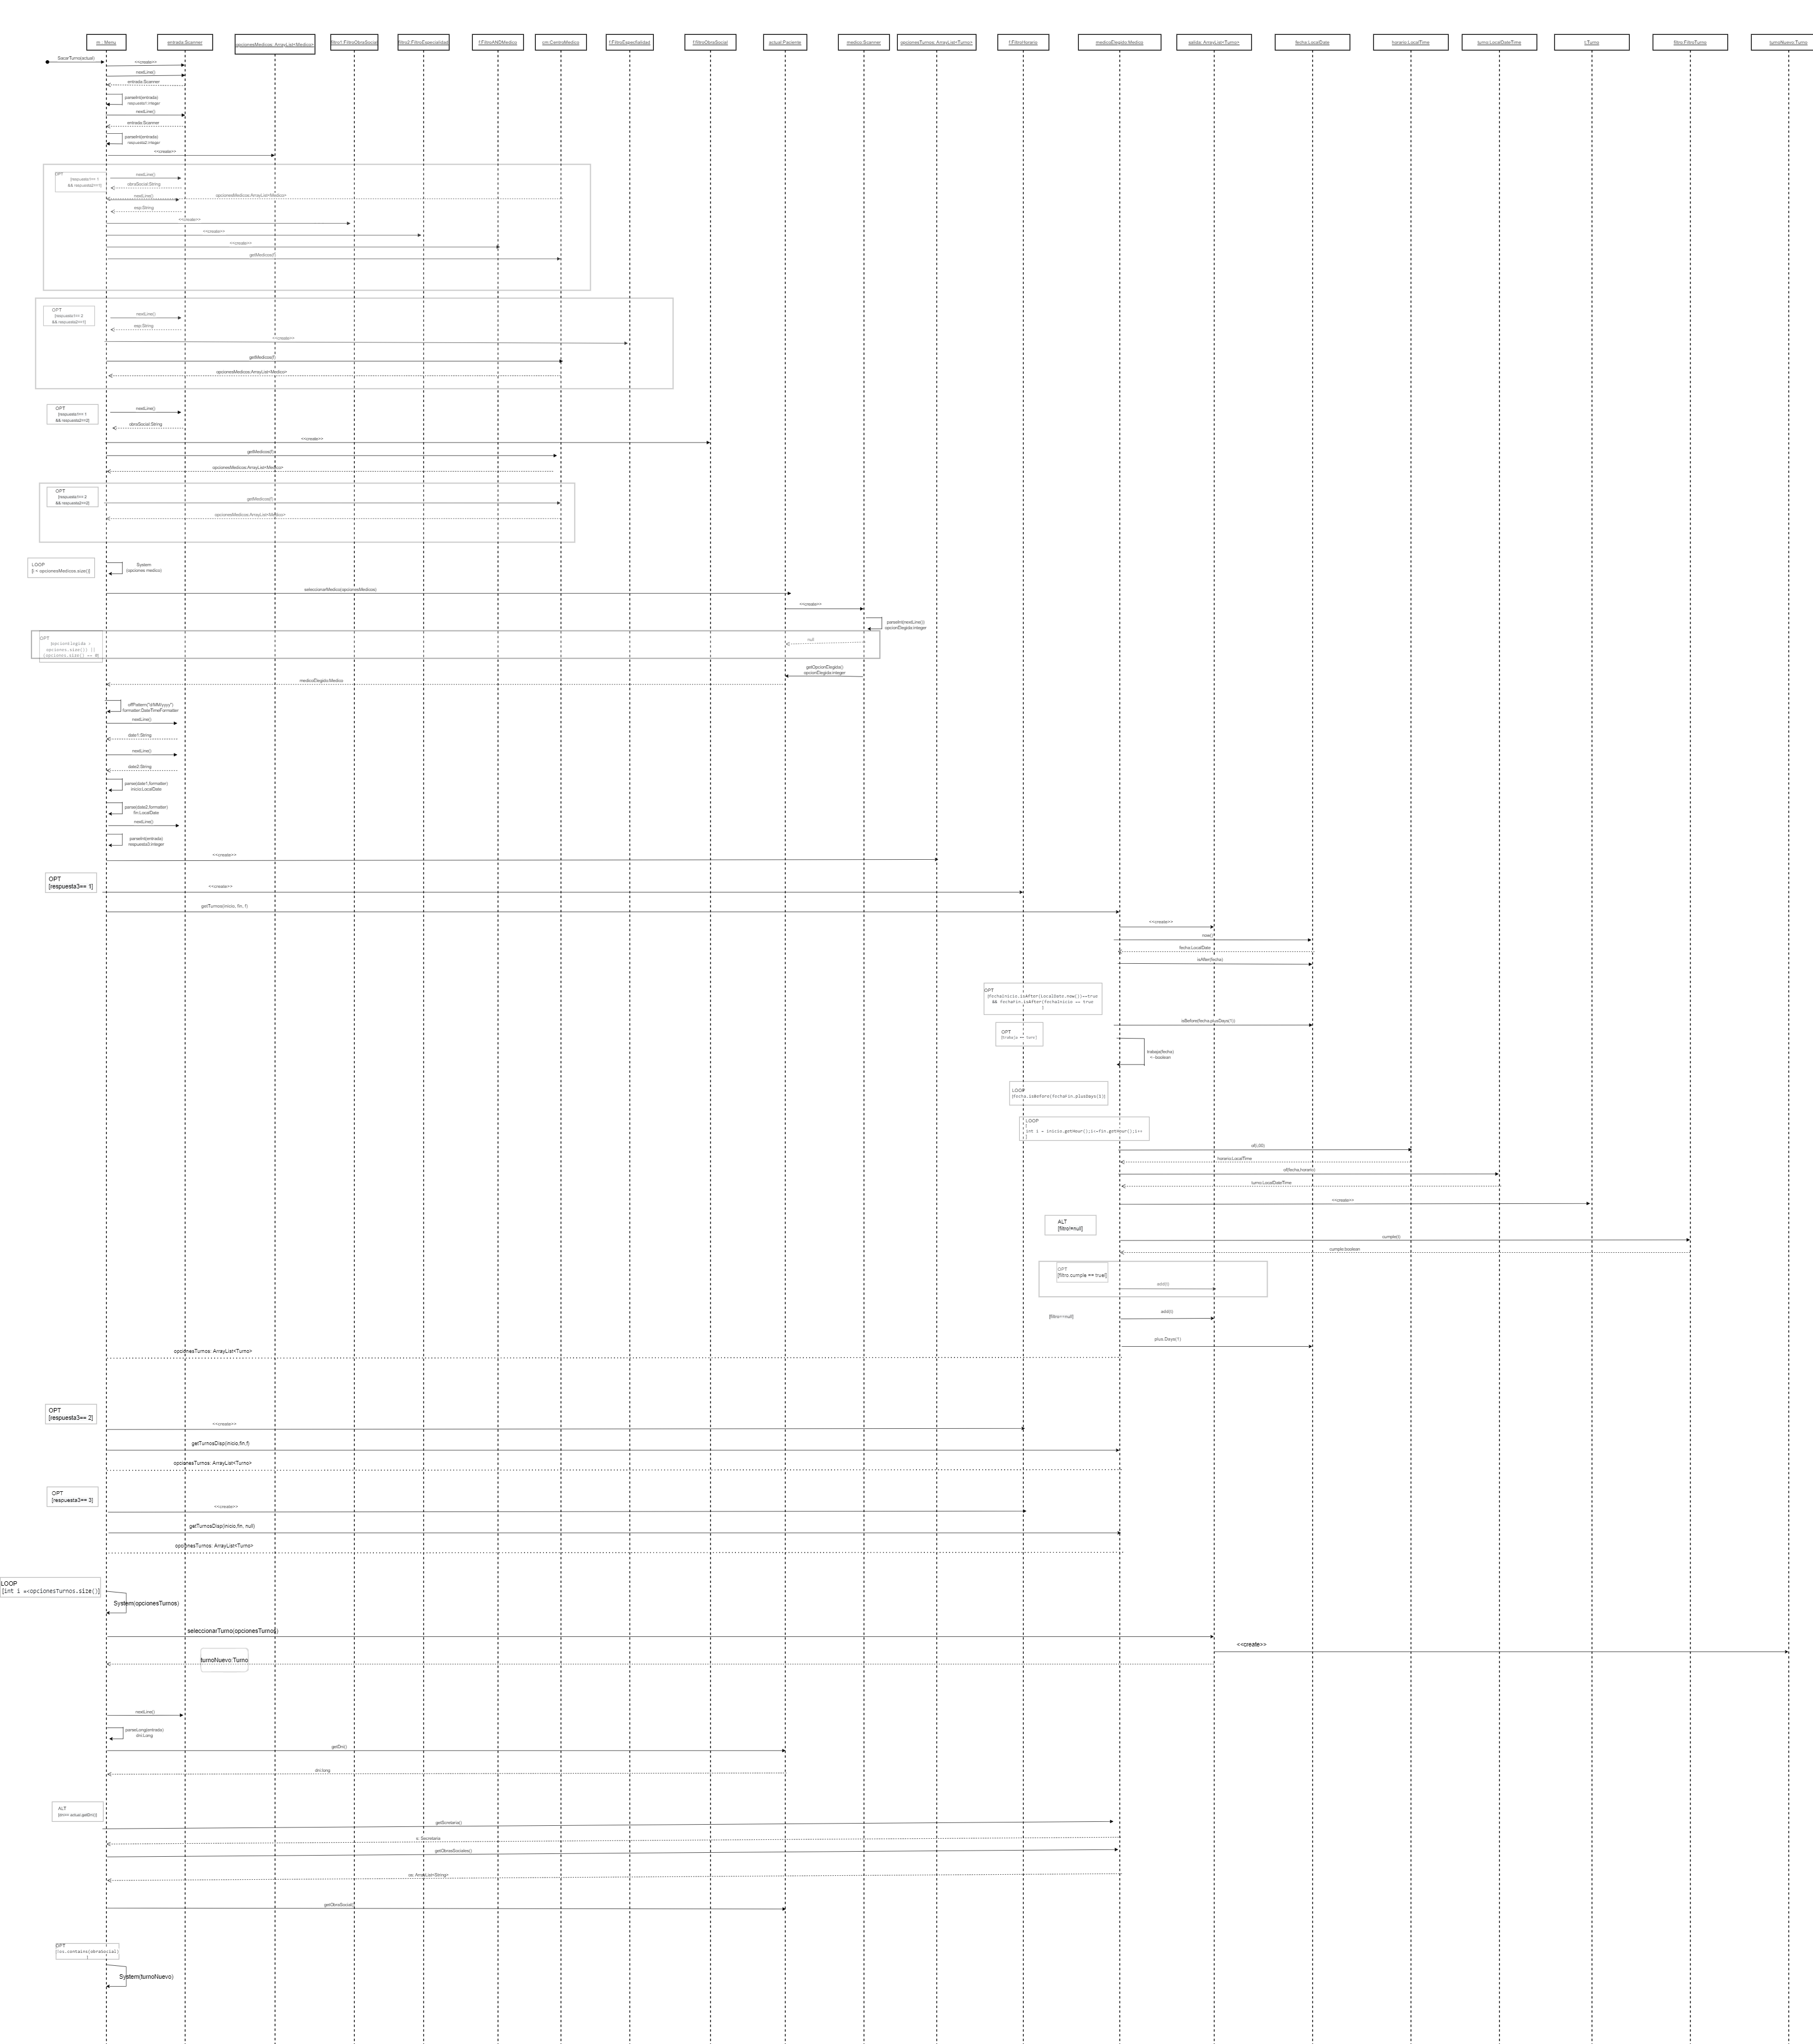 m: Menu
entrada:Scanner
opcionesMedicos: ArrayList<Medico>
filtro1:FiltroObraSocial
filtro2:FiltroEspecialidad
f:FiltroANDMedico
cm:CentroMedico
f:FiltroEspecifialidad
f:filtroObraSocial
actual:Paciente
medico:Scanner
opcionesTurnos: ArrayList<Turno>
f:FiltroHorario
medicoElegido:Medico
salida: ArrayList<Turno>
fecha:LocalDate
horario:LocalTime
turno:LocalDateTime
t:Turno
filtro:FiltroTurno
turnoNuevo:Turno
SacarTurno(actual)
<<create>>
nextLine()
entrada:Scanner
parseInt(entrada)
respuesta1:integer
nextLine()
entrada:Scanner
parseInt(entrada)
respuesta2:integer
<<create>>
OPT
[respuesta1== 1
&& respuesta2==1]
nextLine()
obraSocial:String
nextLine()
opcionesMedicos:ArrayList<Medico>
esp:String
<<create>>
<<create>>
<<create>>
getMedicos(f)
OPT
[respuesta1== 2
&& respuesta2==1]
nextLine()
esp:String
<<create>>
getMedicos(f)
opcionesMedicos:ArrayList<Medico>
OPT
[respuesta1== 1
&& respuesta2==2]
nextLine()
obraSocial:String
<<create>>
getMedicos(f)
opcionesMedicos:ArrayList<Medico>
OPT
[respuesta1== 2
&& respuesta2==2]
getMedicos(f)
opcionesMedicos:ArrayList<Medico>
LOOP
[i < opcionesMedicos.size()]
System
(opciones medico)
seleccionarMedico(opcionesMedicos)
<<create>>
parseInt(nextLine())
opcionElegida:integer
OPT
[opcionElegida >
opciones.size() ||
opciones.size() == 0]
null
getOpcionElegida()
opcionElegida:integer
medicoElegido:Medico
offPattern("d/MM/yyyy")
formatter:DateTimeFormatter
nextLine()
date1:String
nextLine()
date2:String
parse(date1,formatter)
inicio:LocalDate
parse(date2,formatter)
fin:LocalDate
nextLine()
parseInt(entrada)
respuesta3:integer
<<create>>
OPT
[respuesta3== 1]
<<create>>
getTurnos(inicio, fin, f)
<<create>>
now()
fecha:LocalDate
isAfter(fecha)
OPT
[fechaInicio.isAfter(LocalDate.now())==true
&& fechaFin.isAfter(fechaInicio == true
]
isBefore(fecha.plusDays(1))
OPT
[trabaja == true]
trabaja(fecha)
<--boolean
LOOP
[fecha.isBefore(fechaFin.plusDays(1))]
LOOP
[
int i = inicio.getHour();i<=fin.getHour();i++
]
of(i,00)
horario:LocalTime
of(fecha,horario)
turno:LocalDateTime
<<create>>
ALT
[filtro!=null]
cumple(t)
cumple:boolean
OPT
[filtro.cumple == true]
add(t)
[filtro==null]
add(t)
plus.Days(1)
opcionesTurnos: ArrayList<Turno>
OPT
[respuesta3== 2]
<<create>>
getTurnosDisp(inicio,fin,f)
opcionesTurnos: ArrayList<Turno>
OPT
[respuesta3== 3]
<<create>>
getTurnosDisp(inicio,fin, null)
opcionesTurnos: ArrayList<Turno>
LOOP
[int i =<opcionesTurnos.size()]
System(opcionesTurnos)
seleccionarTurno(opcionesTurnos)
<<create>>
turnoNuevo:Turno
nextLine()
parseLong(entrada)
dni:Long
getDni()
dni:long
ALT
[dni== actual.getDni()]
getSecretaria()
s: Secretaria
getObrasSociales()
os: ArrayList<String>
getObraSocial()
OPT
[os.contains(obraSocial)
]
System(turnoNuevo)